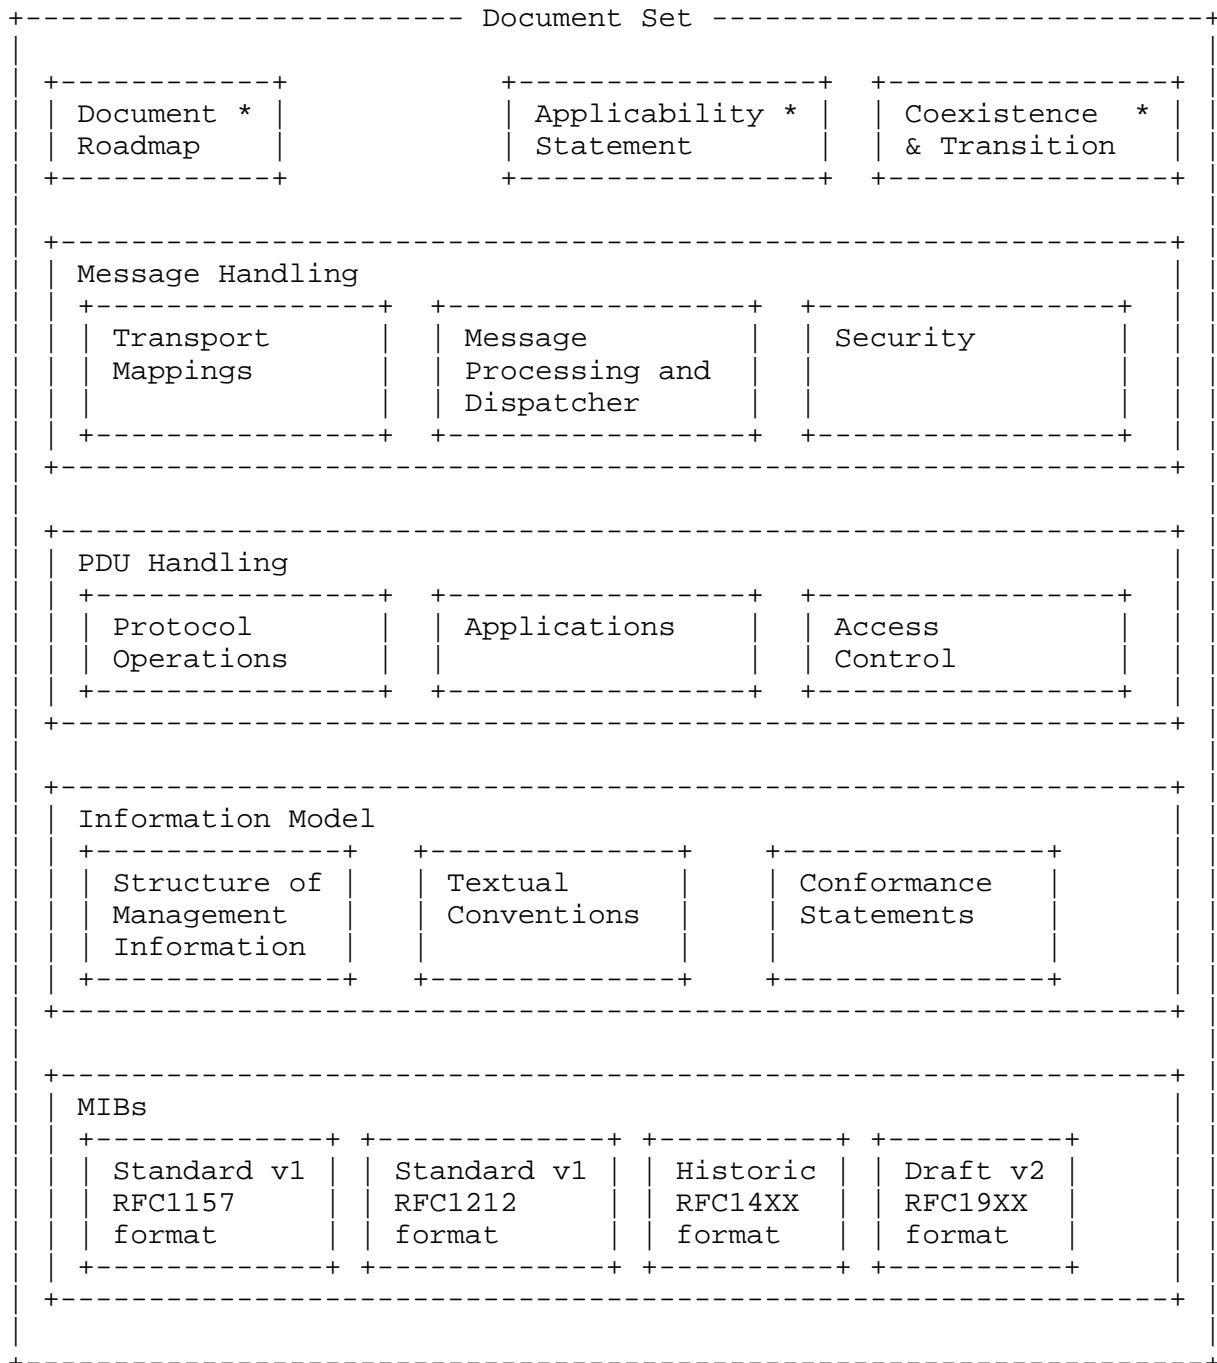 Document Set
Document * Applicability * Coexistence *
Roadmap Statement & Transition
Message Handling
Transport Message Security
Mappings Processing and
Dispatcher
PDU Handling
Protocol Applications Access
Operations Control
Information Model
Structure of Textual Conformance
Management Conventions Statements
Information
MIBs
Standard v1 Standard v1 Historic Draft v2
RFC1157 RFC1212 RFC14XX RFC19XX
format format format format